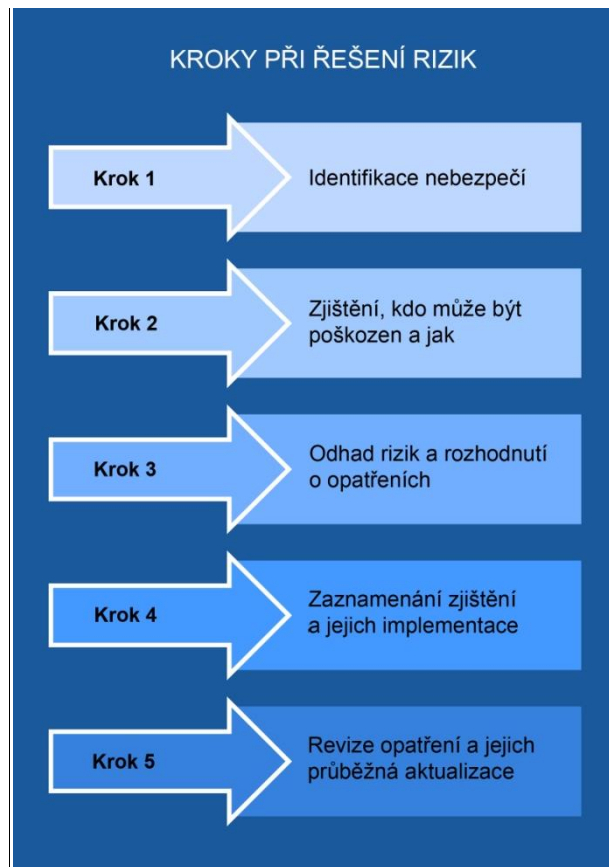 KROKY PŘI ŘEŠENÍ RIZIK
Krok 1
Identifikace nebezpečí
Krok 2
Zjištění, kdo může být
poškozen a jak
Krok 3
Odhad rizik a rozhodnutí
o opatřeních
Krok 4
Zaznamenání zjištění
a jejich implementace
Krok 5
Revize opatření a jejich
průběžná aktualizace